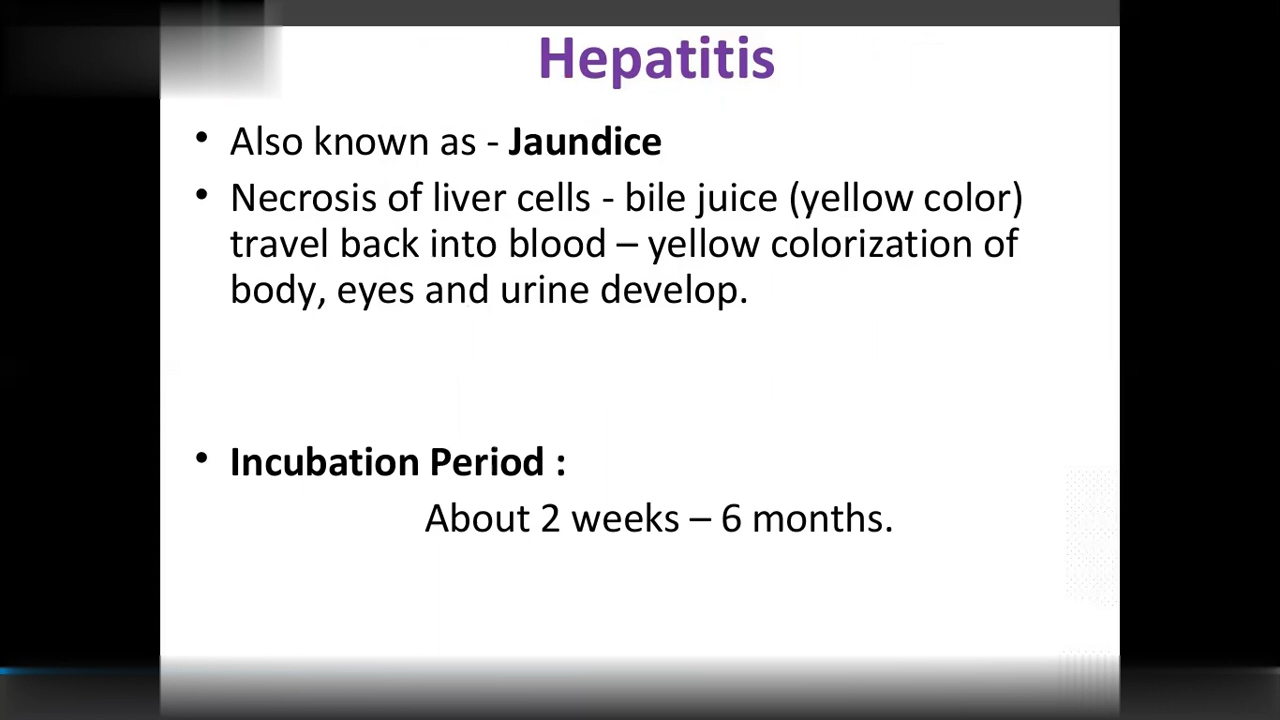 Hepatitis
• Also known as - Jaundice
• Necrosis of liver cells - bile juice (yellow color)
travel back into blood – yellow colorization of
body, eyes and urine develop.
• Incubation Period :
About 2 weeks – 6 months.